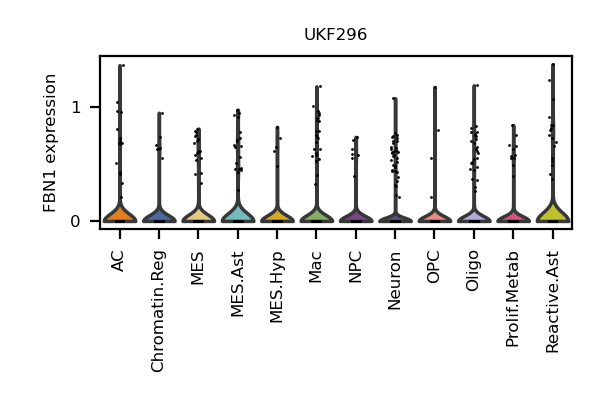 UKF296
FBN1 expression
1
0
AC
Chromatin.Reg
MES
MES.Ast
MES.Hyp
Mac
NPC
Neuron
OPC
Oligo
Prolif.Metab
Reactive.Ast